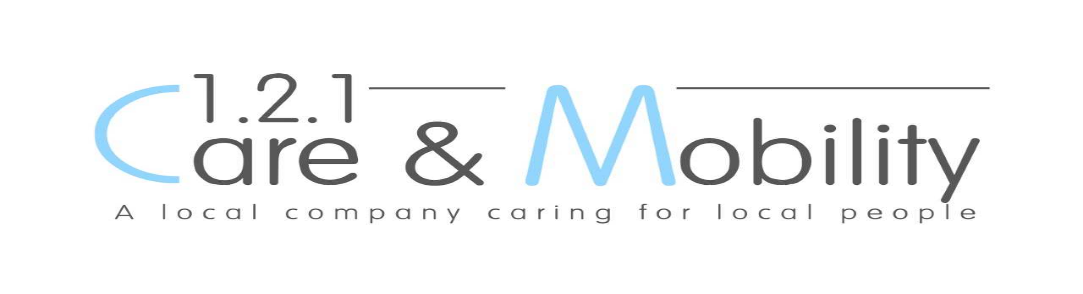 1.2.1
Care & Mobility
A local company caring for local people